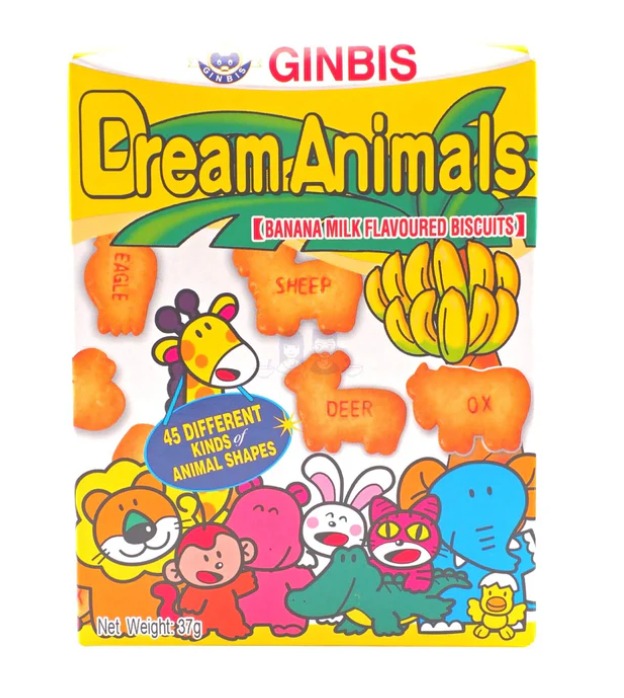 GINBIS
GINBIS
Dream Animals
【BANANA MILK FLAVOURED BISCUITS】
EAGLE
SHEEP
DEER
OX
45 DIFFERENT
KINDS of
ANIMAL SHAPES
Net Weight: 37g